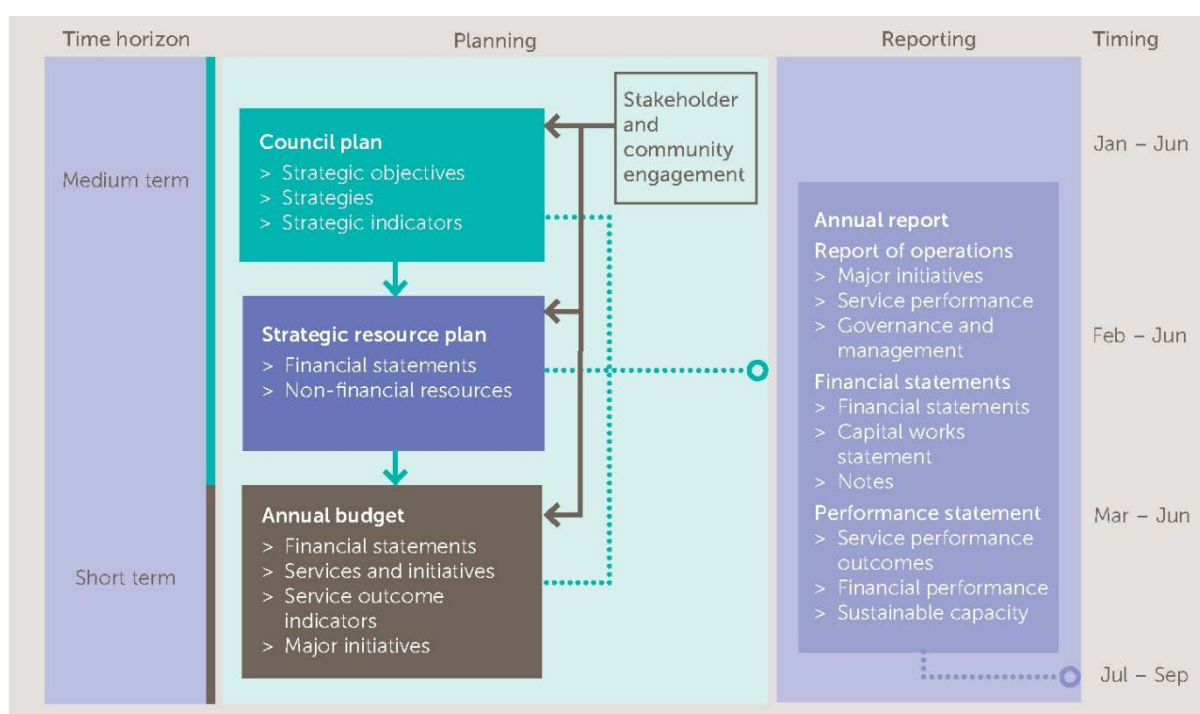 Time horizon
Planning
Reporting
Timing
Medium term
Short term
Council plan
> Strategic objectives
> Strategies
> Strategic indicators
Stakeholder
and
community
engagement
Strategic resource plan
> Financial statements
> Non-financial resources
Annual budget
> Financial statements
> Services and initiatives
> Service outcome
indicators
> Major initiatives
Annual report
Report of operations
> Major initiatives
> Service performance
> Governance and
management
Financial statements
> Financial statements
> Capital works
statement
> Notes
Performance statement
> Service performance
outcomes
> Financial performance
> Sustainable capacity
Jan – Jun
Feb – Jun
Mar – Jun
Jul – Sep